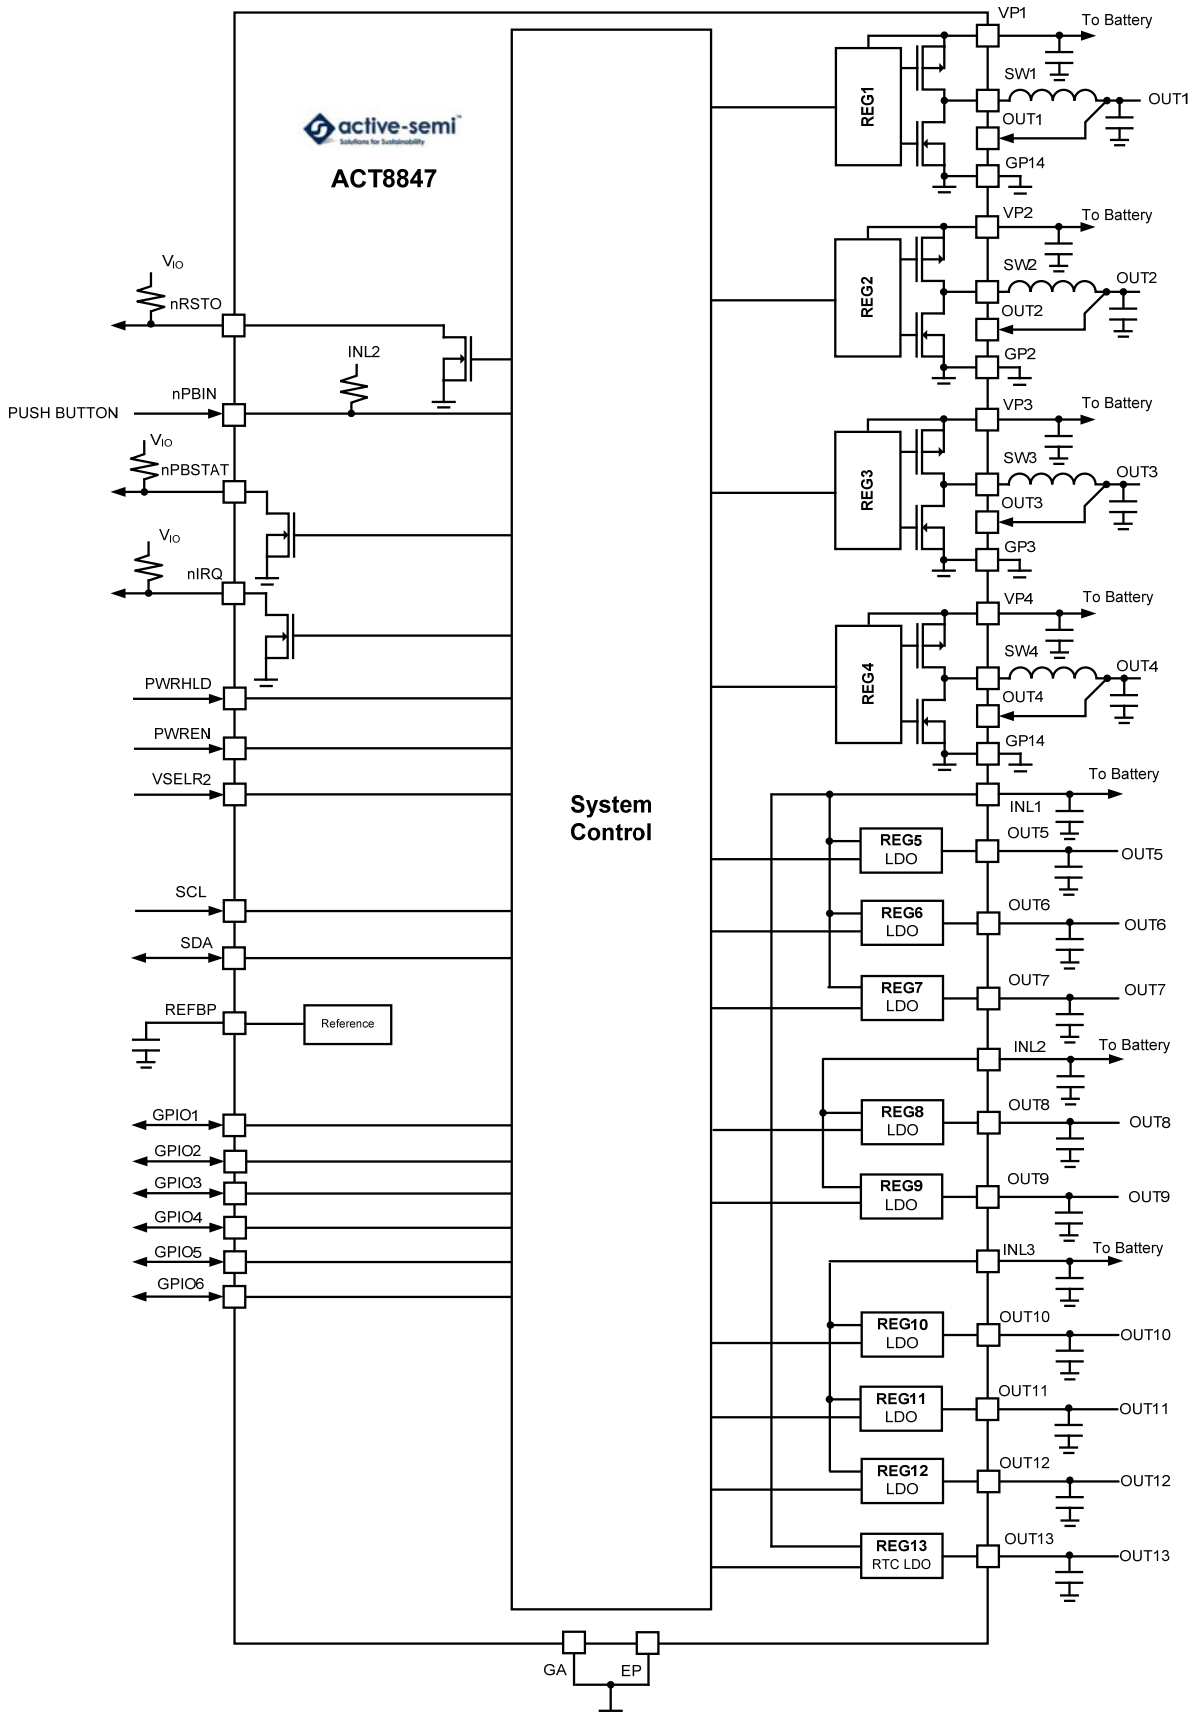 active-semi™
Solutions for Sustainability
ACT8847
VIO
nRSTO
INL2
nPBIN
PUSH BUTTON
VIO
nPBSTAT
VIO
nIRQ
PWRHLD
PWREN
VSELR2
SCL
SDA
REFBP
Reference
GPIO1
GPIO2
GPIO3
GPIO4
GPIO5
GPIO6
System
Control
VP1
To Battery
REG1
SW1
OUT1
OUT1
GP14
VP2
To Battery
REG2
SW2
OUT2
OUT2
GP2
VP3
To Battery
REG3
SW3
OUT3
OUT3
GP3
VP4
To Battery
REG4
SW4
OUT4
OUT4
GP14
To Battery
INL1
REG5
LDO
OUT5
OUT5
REG6
LDO
OUT6
OUT6
REG7
LDO
OUT7
OUT7
INL2
To Battery
REG8
LDO
OUT8
OUT8
REG9
LDO
OUT9
OUT9
INL3
To Battery
REG10
LDO
OUT10
OUT10
REG11
LDO
OUT11
OUT11
REG12
LDO
OUT12
OUT12
REG13
RTC LDO
OUT13
OUT13
GA
EP